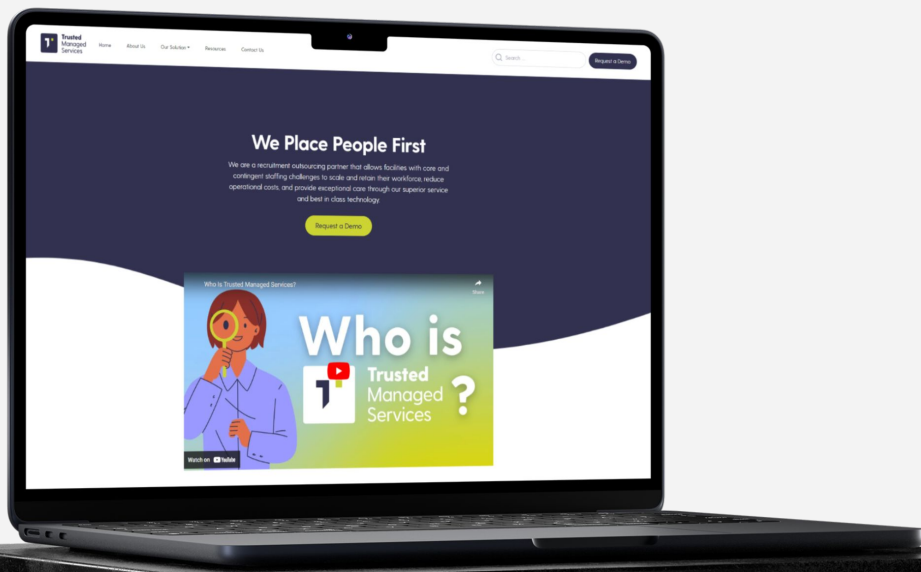 Trusted
Managed
Services
Home
About Us
Our Solution
Resources
Contact Us
Search...
Request a Demo
We Place People First
We are a recruitment outsourcing partner that allows facilities with core and
contingent staffing challenges to scale and retain their workforce, reduce
operational costs, and provide exceptional care through our superior service
and best in class technology.
Request a Demo
Who Is Trusted Managed Services?
Share
Who is
Trusted
Managed
Services
?
Watch on YouTube